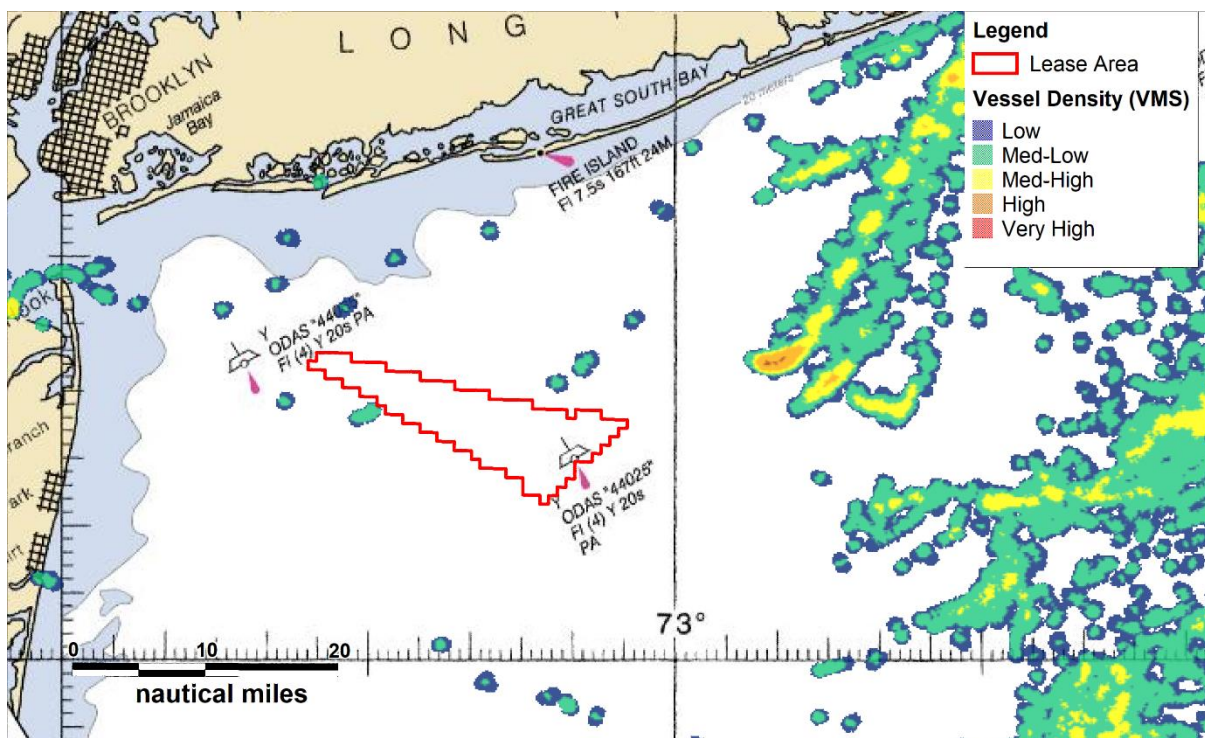 LONG
BROOKLYN
Jamaica
Bay
GREAT SOUTH BAY
20 meters
FIRE ISLAND
Fl 7.5s 167ft 24M
Y
ODAS
Fl (4) Y 20s PA
Y
ODAS "44025"
Fl (4) Y 20s
PA
73°
0 10 20
nautical miles
Legend
Lease Area
Vessel Density (VMS)
Low
Med-Low
Med-High
High
Very High